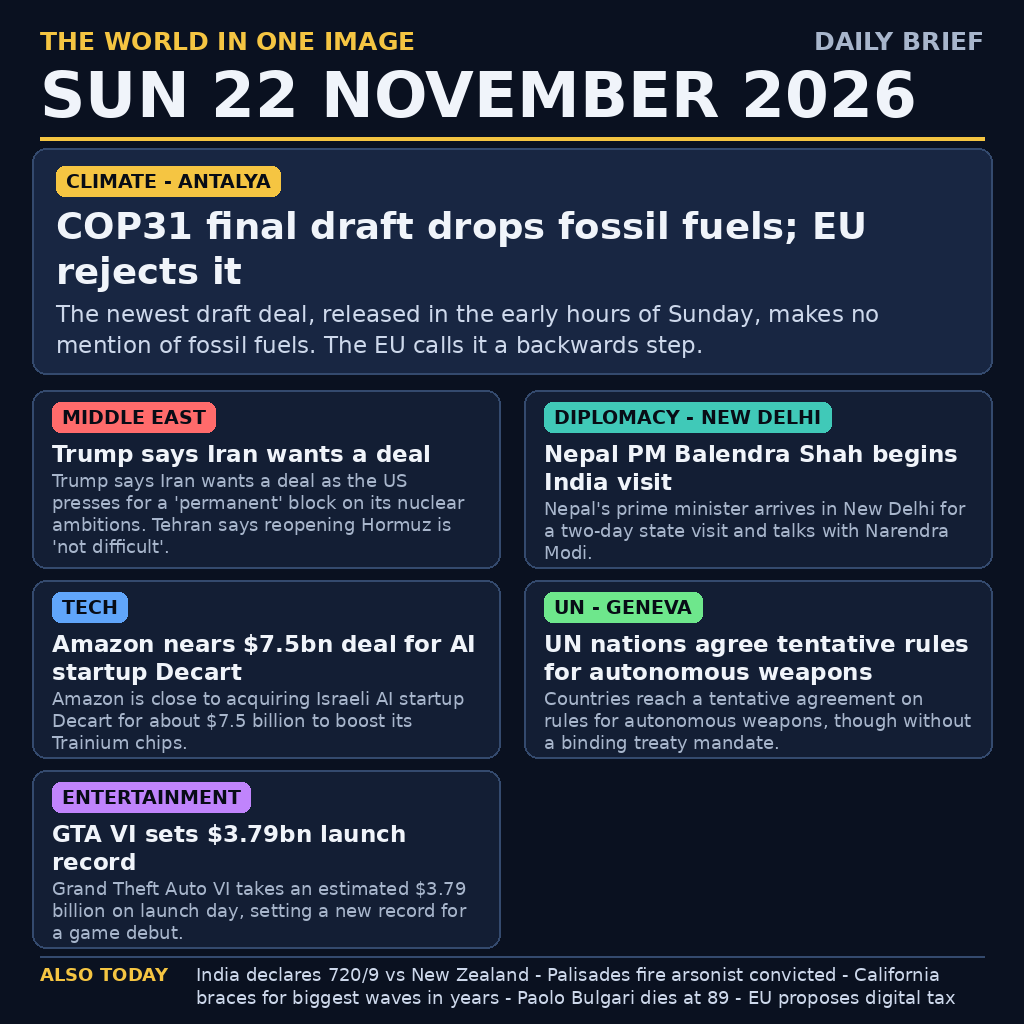 THE WORLD IN ONE IMAGE
DAILY BRIEF
SUN 22 NOVEMBER 2026
CLIMATE - ANTALYA
COP31 final draft drops fossil fuels; EU
rejects it
The newest draft deal, released in the early hours of Sunday, makes no
mention of fossil fuels. The EU calls it a backwards step.
MIDDLE EAST
Trump says Iran wants a deal
Trump says Iran wants a deal as the US
presses for a 'permanent' block on its nuclear
ambitions. Tehran says reopening Hormuz is
'not difficult'.
DIPLOMACY - NEW DELHI
Nepal PM Balendra Shah begins
India visit
Nepal's prime minister arrives in New Delhi for
a two-day state visit and talks with Narendra
Modi.
TECH
Amazon nears $7.5bn deal for AI
startup Decart
Amazon is close to acquiring Israeli AI startup
Decart for about $7.5 billion to boost its
Trainium chips.
UN - GENEVA
UN nations agree tentative rules
for autonomous weapons
Countries reach a tentative agreement on
rules for autonomous weapons, though without
a binding treaty mandate.
ENTERTAINMENT
GTA VI sets $3.79bn launch
record
Grand Theft Auto VI takes an estimated $3.79
billion on launch day, setting a new record for
a game debut.
ALSO TODAY
India declares 720/9 vs New Zealand - Palisades fire arsonist convicted - California
braces for biggest waves in years - Paolo Bulgari dies at 89 - EU proposes digital tax